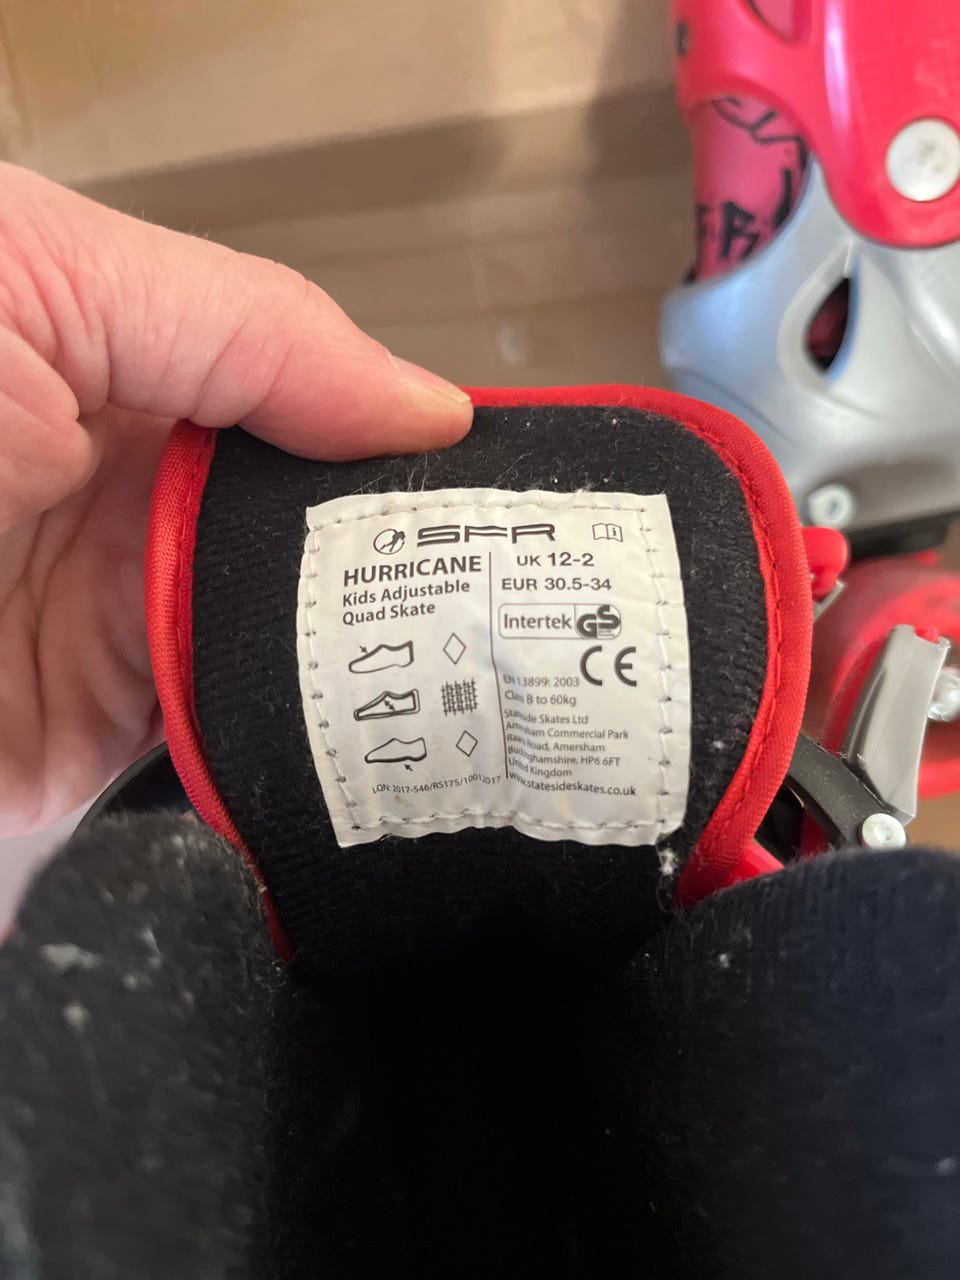 SFR
HURRICANE
Kids Adjustable
Quad Skate
UK 12-2
EUR 30.5-34
Intertek GS
CE
EN13899: 2003
Class B to 60kg
Stateside Skates Ltd
Amersham Commercial Park
Raans Road, Amersham
Buckinghamshire, HP6 6FT
United Kingdom
www.statesideskates.co.uk
LON: 2017-546/RS175/10012017